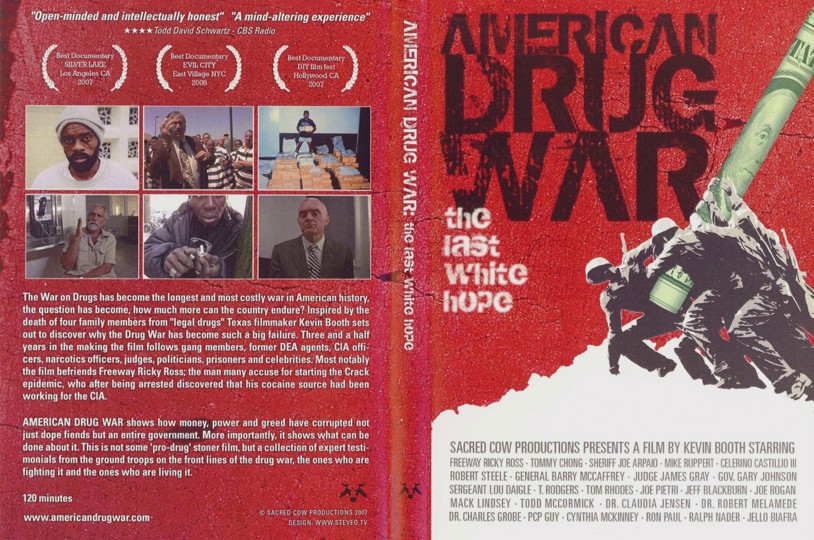 "Open-minded and intellectually honest" "A mind-altering experience"
★★★★Todd David Schwartz - CBS Radio
Best Documentary
SILVER LAKE
Los Angeles CA
2007
Best Documentary
EVIL CITY
East Village NYC
2006
Best Documentary
DIY film fest
Hollywood CA
2007
The War on Drugs has become the longest and most costly war in American history,
the question has become, how much more can the country endure? Inspired by the
death of four family members from "legal drugs" Texas filmmaker Kevin Booth sets
out to discover why the Drug War has become such a big failure. Three and a half
years in the making the film follows gang members, former DEA agents, CIA offi-
cers, narcotics officers, judges, politicians, prisoners and celebrities. Most notably
the film befriends Freeway Ricky Ross; the man many accuse for starting the Crack
epidemic, who after being arrested discovered that his cocaine source had been
working for the CIA.
AMERICAN DRUG WAR shows how money, power and greed have corrupted not
just dope fiends but an entire government. More importantly, it shows what can be
done about it. This is not some 'pro-drug' stoner film, but a collection of expert testi-
monials from the ground troops on the front lines of the drug war, the ones who are
fighting it and the ones who are living it.
120 minutes
www.americandrugwar.com
© SACRED COW PRODUCTIONS 2007
DESIGN: WWW.STEVEO.TV
AMERICAN DRUG WAR: the last white hope
AMERICAN
DRUG
WAR
the
last
white
hope
SACRED COW PRODUCTIONS PRESENTS A FILM BY KEVIN BOOTH STARRING
FREEWAY RICKY ROSS · TOMMY CHONG · SHERIFF JOE ARPAIO · MIKE RUPPERT · CELERINO CASTILLO III
ROBERT STEELE · GENERAL BARRY MCCAFFREY · JUDGE JAMES GRAY · GOV. GARY JOHNSON
SERGEANT LOU DAIGLE · T. RODGERS · TOM RHODES · JOE PIETRI · JEFF BLACKBURN · JOE ROGAN
MACK LINDSEY · TODD MCCORMICK · DR. CLAUDIA JENSEN · DR. ROBERT MELAMEDE
DR. CHARLES GROBE · PCP GUY · CYNTHIA MCKINNEY · RON PAUL · RALPH NADER · JELLO BIAFRA